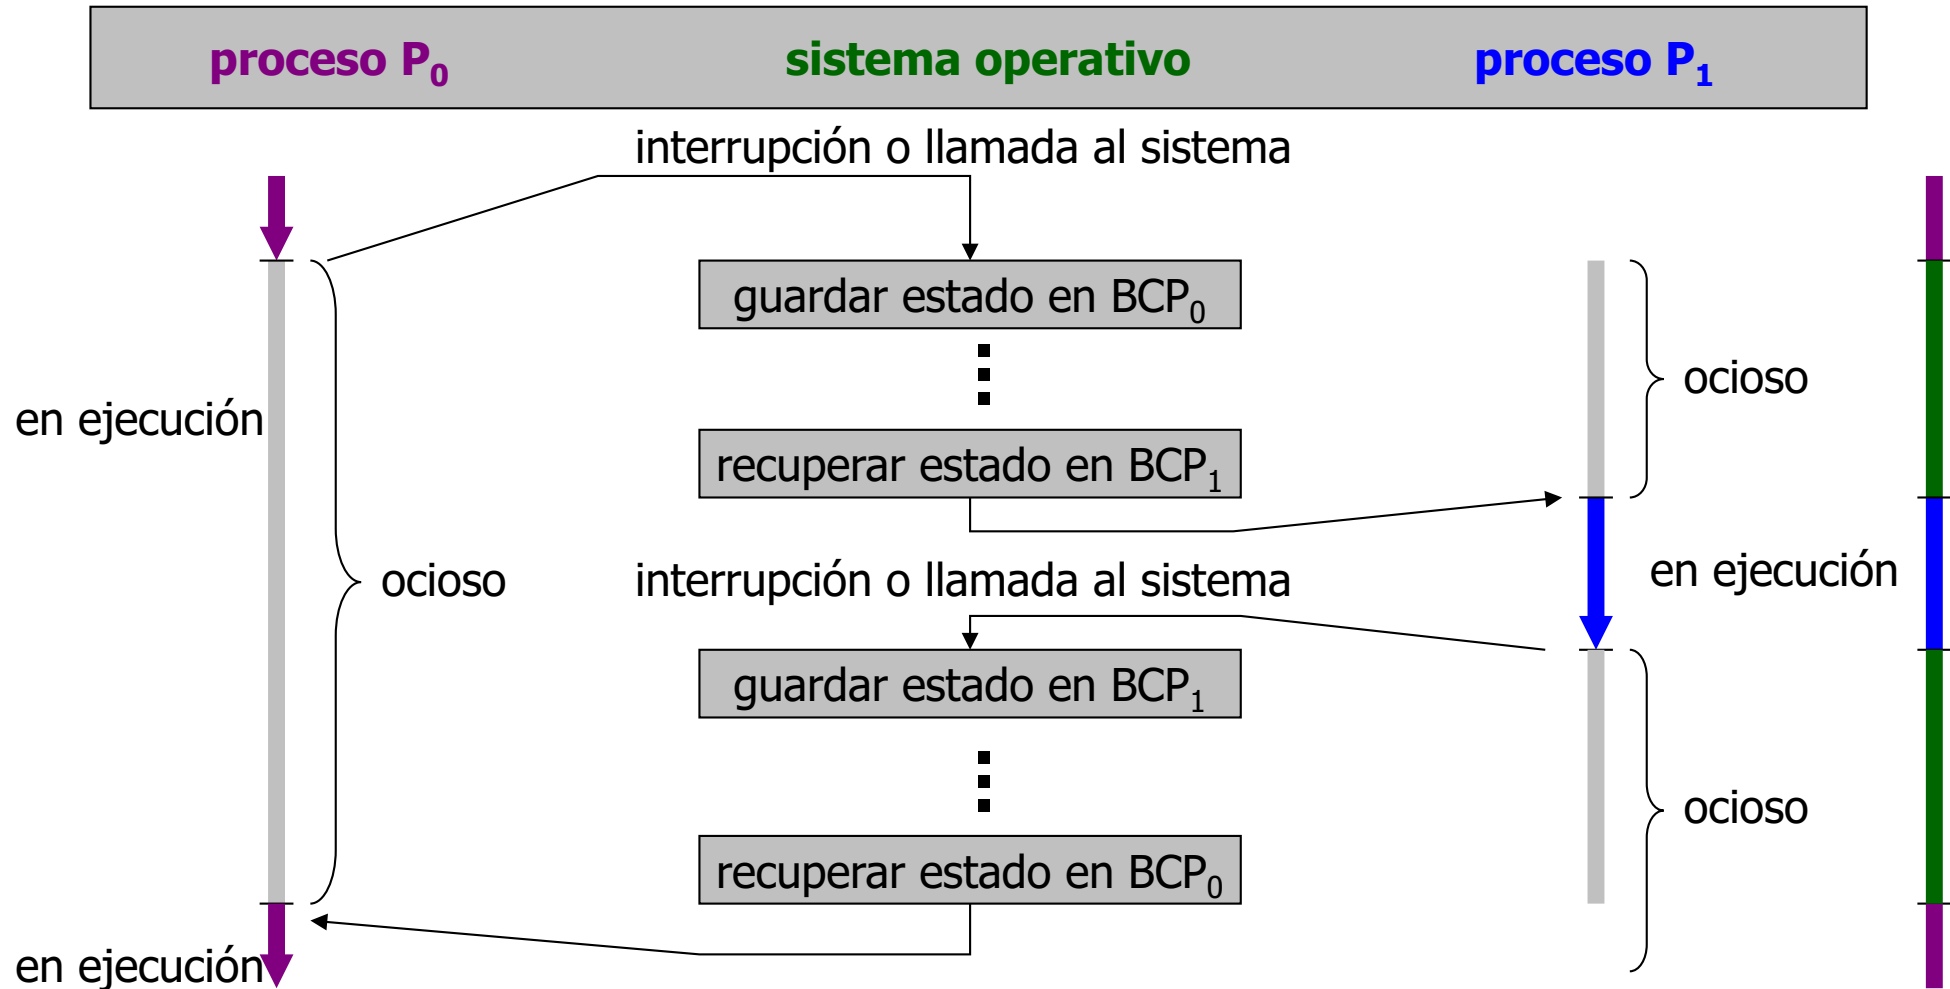 proceso P₀ sistema operativo proceso P₁
interrupción o llamada al sistema
guardar estado en BCP₀
ocioso
en ejecución
recuperar estado en BCP₁
ocioso
interrupción o llamada al sistema
en ejecución
guardar estado en BCP₁
ocioso
recuperar estado en BCP₀
en ejecución